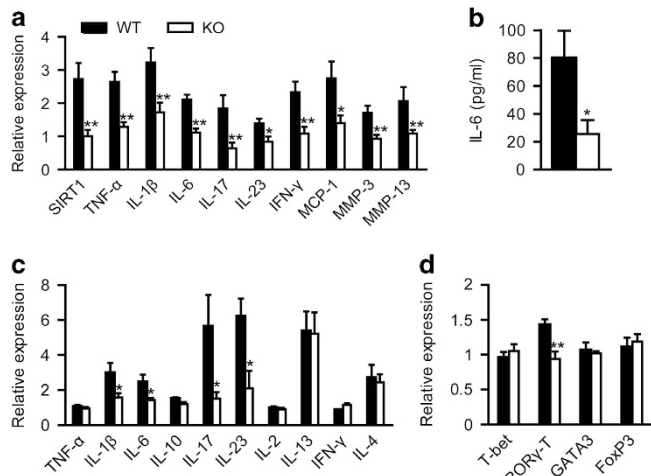 a
WT
KO
Relative expression
4
3
2
1
0
**
**
**
**
**
*
**
*
**
**
SIRT1
TNF-α
IL-1β
IL-6
IL-17
IL-23
IFN-γ
MCP-1
MMP-3
MMP-13
b
IL-6 (pg/ml)
100
80
60
40
20
0
*
c
Relative expression
8
6
4
2
0
*
*
*
*
TNF-α
IL-1β
IL-6
IL-10
IL-17
IL-23
IL-2
IL-13
IFN-γ
IL-4
d
Relative expression
2
1.5
1
0.5
0
**
T-bet
RORγ-T
GATA3
FoxP3